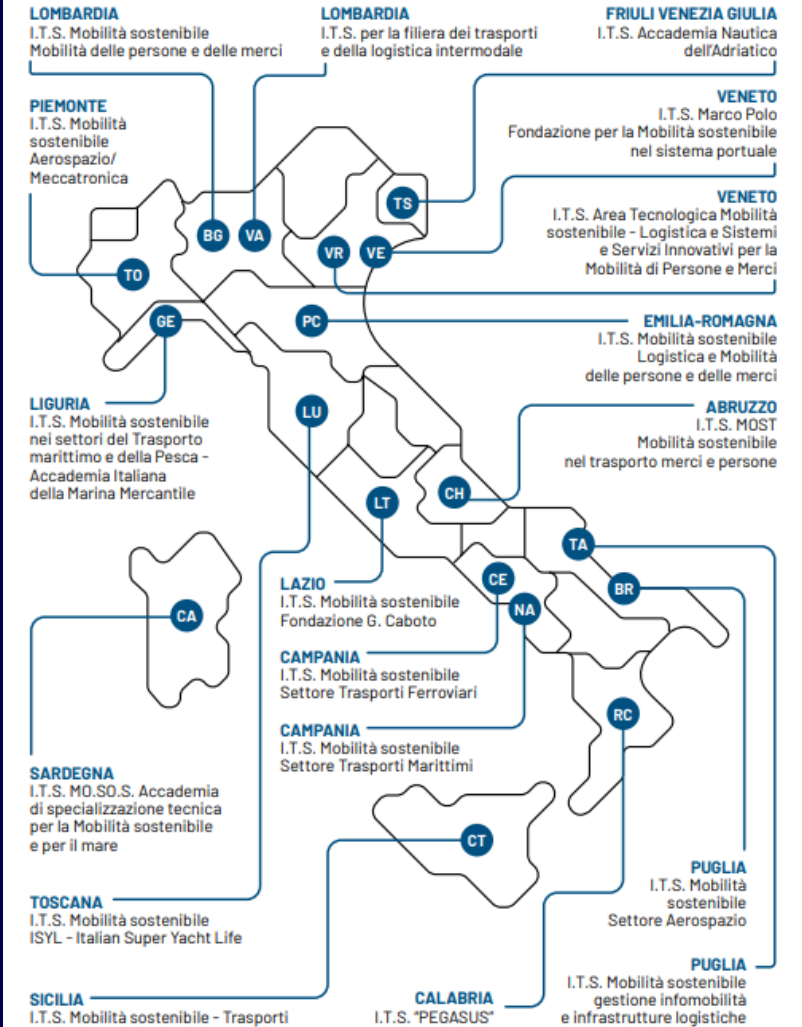 LOMBARDIA
I.T.S. Mobilità sostenibile
Mobilità delle persone e delle merci
LOMBARDIA
I.T.S. per la filiera dei trasporti
e della logistica intermodale
FRIULI VENEZIA GIULIA
I.T.S. Accademia Nautica
dell'Adriatico
PIEMONTE
I.T.S. Mobilità
sostenibile
Aerospazio/
Meccatronica
VENETO
I.T.S. Marco Polo
Fondazione per la Mobilità sostenibile
nel sistema portuale
VENETO
I.T.S. Area Tecnologica Mobilità
sostenibile - Logistica e Sistemi
e Servizi Innovativi per la
Mobilità di Persone e Merci
TS
BG
VA
VR
VE
TO
GE
PC
EMILIA-ROMAGNA
I.T.S. Mobilità sostenibile
Logistica e Mobilità
delle persone e delle merci
LIGURIA
I.T.S. Mobilità sostenibile
nei settori del Trasporto
marittimo e della Pesca -
Accademia Italiana
della Marina Mercantile
LU
ABRUZZO
I.T.S. MOST
Mobilità sostenibile
nel trasporto merci e persone
CH
LT
TA
CE
BR
NA
CA
LAZIO
I.T.S. Mobilità sostenibile
Fondazione G. Caboto
CAMPANIA
I.T.S. Mobilità sostenibile
Settore Trasporti Ferroviari
CAMPANIA
I.T.S. Mobilità sostenibile
Settore Trasporti Marittimi
RC
SARDEGNA
I.T.S. MO.SO.S. Accademia
di specializzazione tecnica
per la Mobilità sostenibile
e per il mare
CT
TOSCANA
I.T.S. Mobilità sostenibile
ISYL - Italian Super Yacht Life
PUGLIA
I.T.S. Mobilità
sostenibile
Settore Aerospazio
SICILIA
I.T.S. Mobilità sostenibile - Trasporti
CALABRIA
I.T.S. "PEGASUS"
PUGLIA
I.T.S. Mobilità sostenibile
gestione infomobilità
e infrastrutture logistiche